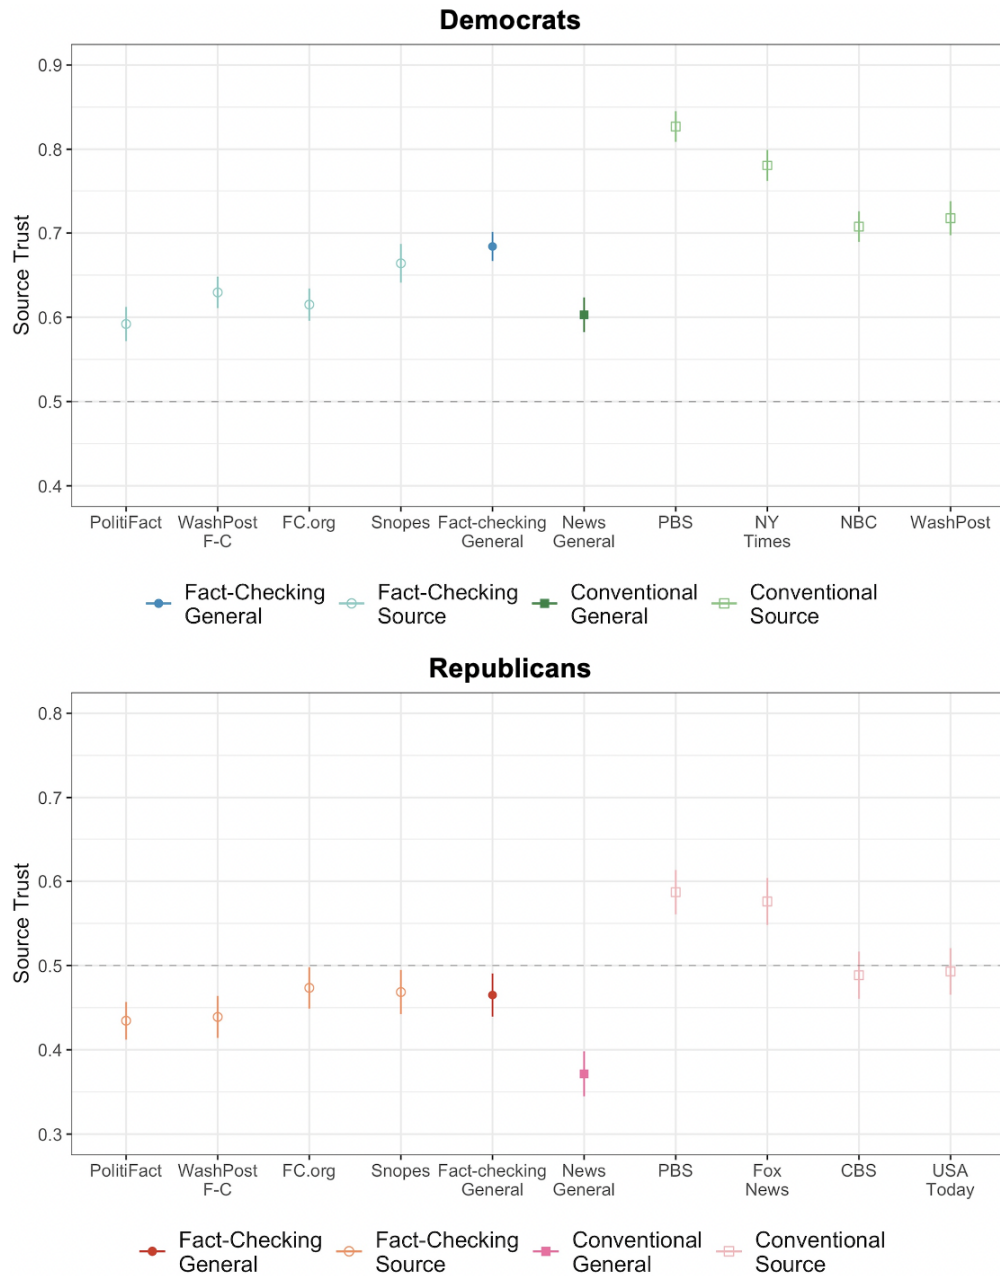 Democrats
0.9
0.8
0.7
0.6
0.5
0.4
Source Trust
PolitiFact WashPost FC.org Snopes Fact-checking News PBS NY NBC WashPost
F-C General General Times
Fact-Checking Fact-Checking Conventional Conventional
General Source General Source
Republicans
0.8
0.7
0.6
0.5
0.4
0.3
Source Trust
PolitiFact WashPost FC.org Snopes Fact-checking News PBS Fox CBS USA
F-C General General News Today
Fact-Checking Fact-Checking Conventional Conventional
General Source General Source